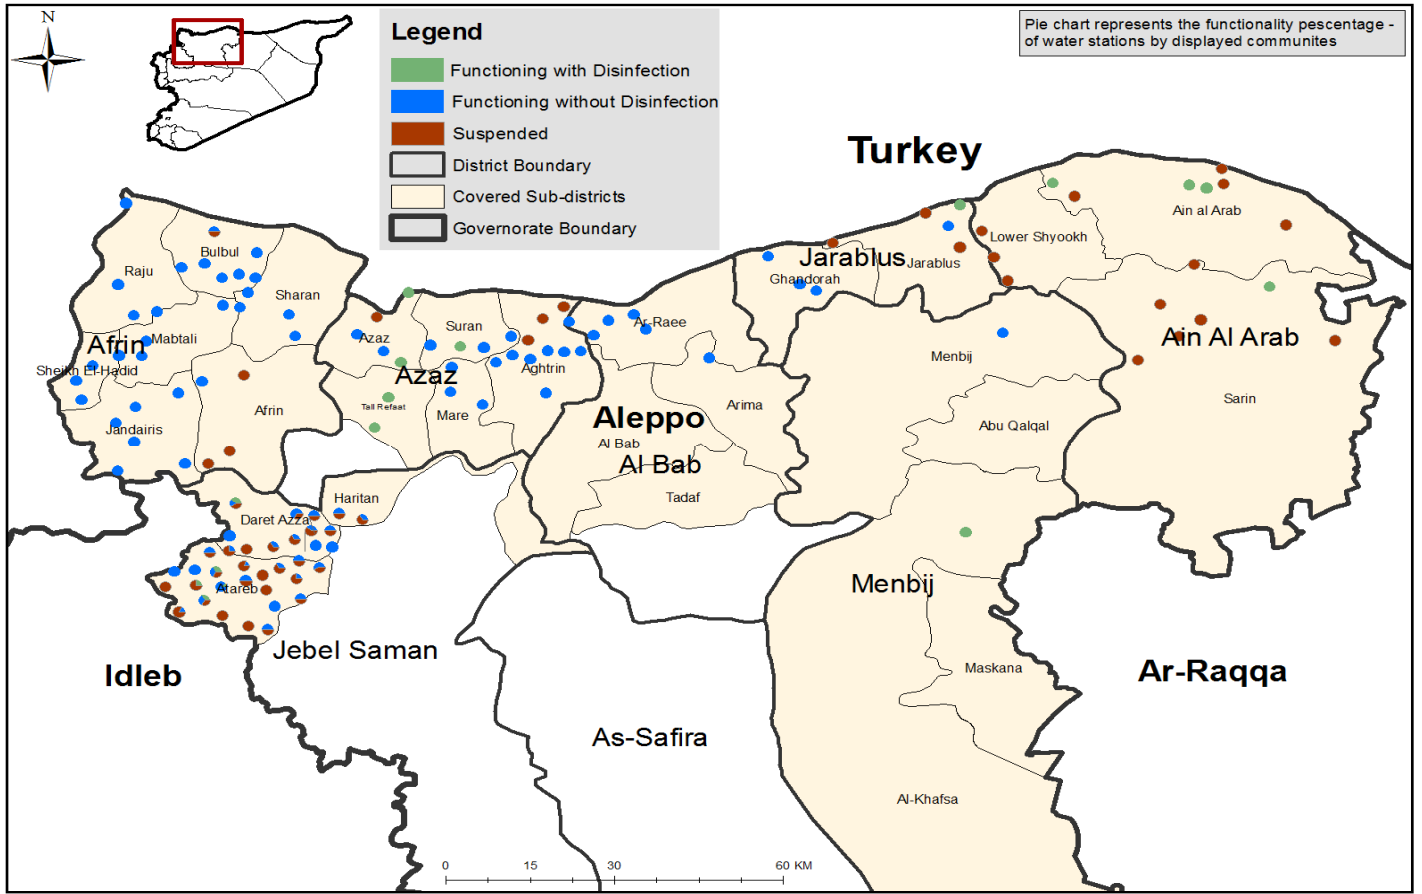 N
Pie chart represents the functionality pescentage -
of water stations by displayed communites
Legend
Functioning with Disinfection
Functioning without Disinfection
Suspended
District Boundary
Covered Sub-districts
Governorate Boundary
Turkey
Ain al Arab
Lower Shyookh
Bulbul
Raju
Sharan
Jarablus
Jarablus
Ghandorah
Mabtali
Afrin
Sheikh El-Hadid
Azaz
Suran
Ar-Raee
Menbij
Ain Al Arab
Azaz
Aghtrin
Sarin
Afrin
Tall Refaat
Mare
Arima
Aleppo
Abu Qalqal
Jandairis
Al Bab
Al Bab
Tadaf
Haritan
Daret Azza
Atareb
Menbij
Jebel Saman
Idleb
Maskana
Ar-Raqqa
As-Safira
Al-Khafsa
0 15 30 60 KM